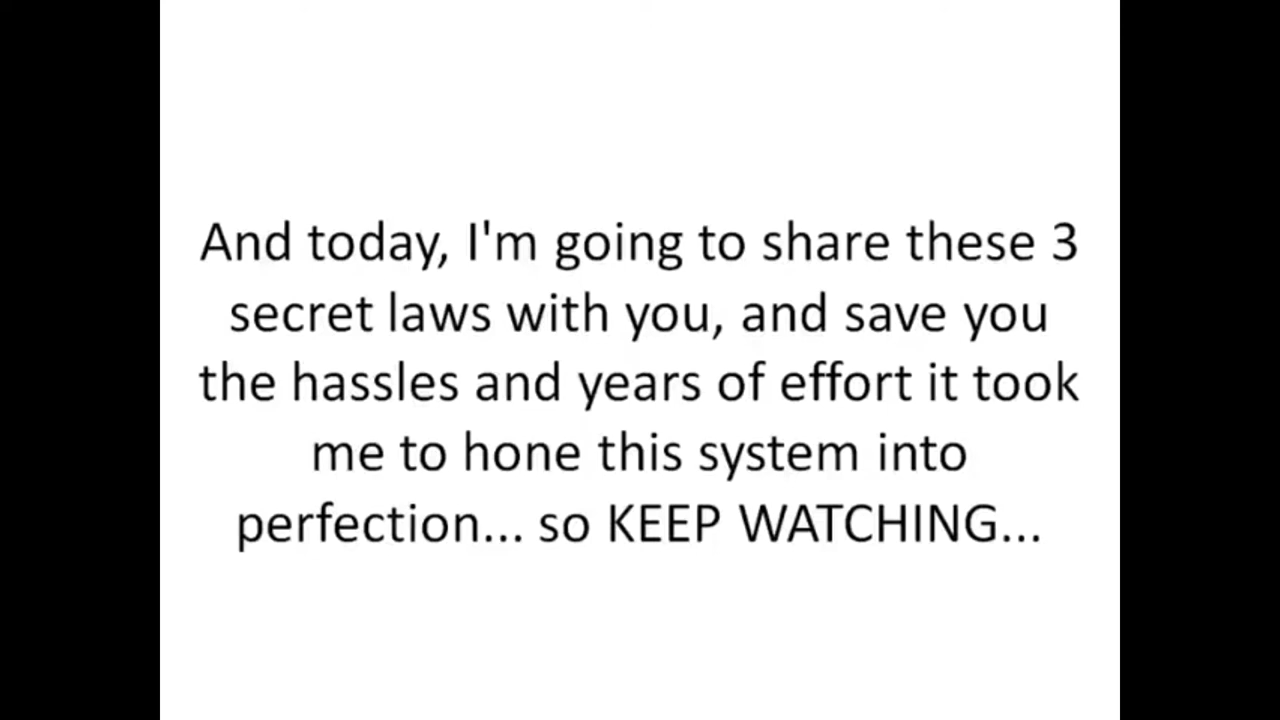 And today, I'm going to share these 3
secret laws with you, and save you
the hassles and years of effort it took
me to hone this system into
perfection... so KEEP WATCHING...